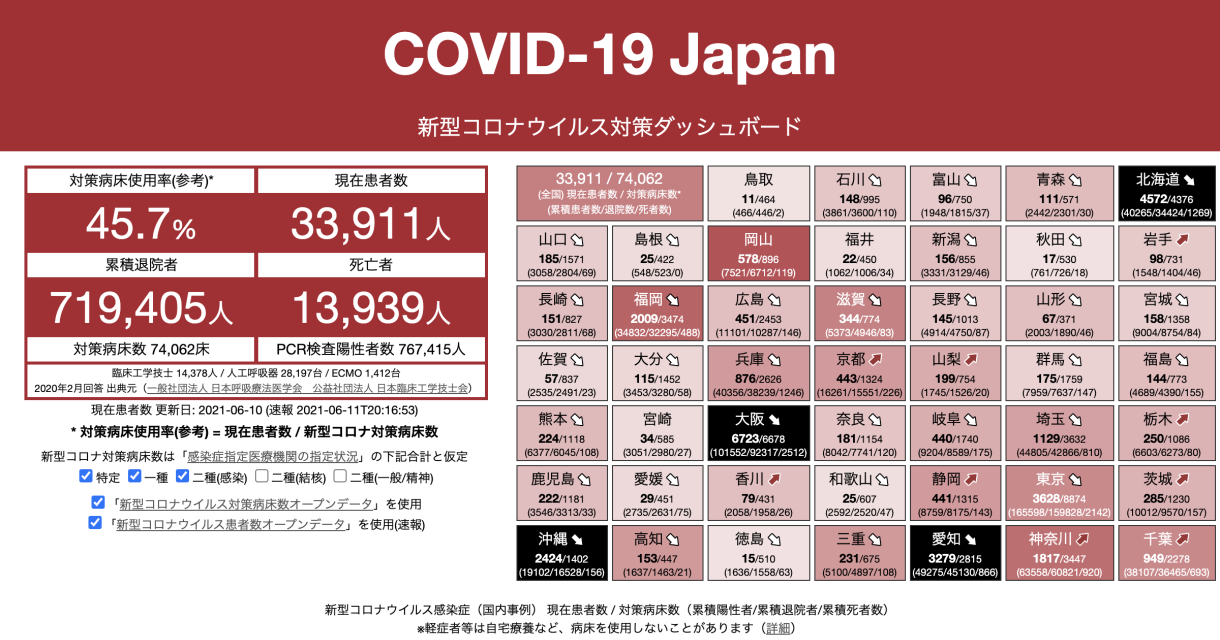 COVID-19 Japan
新型コロナウイルス対策ダッシュボード
対策病床使用率(参考)*
現在患者数
45.7%
33,911人
累積退院者
死亡者
719,405人
13,939人
対策病床数 74,062床
PCR検査陽性者数 767,415人
臨床工学技士 14,378人 / 人工呼吸器 28,197台 / ECMO 1,412台
2020年2月回答 出典元（一般社団法人 日本呼吸療法医学会　公益社団法人 日本臨床工学技士会）
現在患者数 更新日: 2021-06-10 (速報 2021-06-11T20:16:53)
* 対策病床使用率(参考) = 現在患者数 / 新型コロナ対策病床数
新型コロナ対策病床数は「感染症指定医療機関の指定状況」の下記合計と仮定
特定 一種 二種(感染) 二種(結核) 二種(一般/精神)
「新型コロナウイルス対策病床数オープンデータ」を使用
「新型コロナウイルス患者数オープンデータ」を使用(速報)
33,911 / 74,062
(全国) 現在患者数 / 対策病床数*
(累積患者数/退院数/死者数)
鳥取
11/464
(466/446/2)
石川
148/995
(3861/3600/110)
富山
96/750
(1948/1815/37)
青森
111/571
(2442/2301/30)
北海道
4572/4376
(40265/34424/1269)
山口
185/1571
(3058/2804/69)
島根
25/422
(548/523/0)
岡山
578/896
(7521/6712/119)
福井
22/450
(1062/1006/34)
新潟
156/855
(3331/3129/46)
秋田
17/530
(761/726/18)
岩手
98/731
(1548/1404/46)
長崎
151/827
(3030/2811/68)
福岡
2009/3474
(34832/32295/488)
広島
451/2453
(11101/10287/146)
滋賀
344/774
(5373/4946/83)
長野
145/1013
(4914/4750/87)
山形
67/371
(2003/1890/46)
宮城
158/1358
(9004/8754/84)
佐賀
57/837
(2535/2491/23)
大分
115/1452
(3453/3280/58)
兵庫
876/2626
(40356/38239/1246)
京都
443/1324
(16261/15551/226)
山梨
199/754
(1745/1526/20)
群馬
175/1759
(7959/7637/147)
福島
144/773
(4689/4390/155)
熊本
224/1118
(6377/6045/108)
宮崎
34/585
(3051/2980/27)
大阪
6723/6678
(101552/92317/2512)
奈良
181/1154
(8042/7741/120)
岐阜
440/1740
(9204/8589/175)
埼玉
1129/3632
(44805/42866/810)
栃木
250/1086
(6603/6273/80)
鹿児島
222/1181
(3546/3313/33)
愛媛
29/451
(2735/2631/75)
香川
79/431
(2058/1958/26)
和歌山
25/607
(2592/2520/47)
静岡
441/1315
(8759/8175/143)
東京
3628/8874
(165598/159828/2142)
茨城
285/1230
(10012/9570/157)
沖縄
2424/1402
(19102/16528/156)
高知
153/447
(1637/1463/21)
徳島
15/510
(1636/1558/63)
三重
231/675
(5100/4897/108)
愛知
3279/2815
(49275/45130/866)
神奈川
1817/3447
(63558/60821/920)
千葉
949/2278
(38107/36465/693)
新型コロナウイルス感染症（国内事例） 現在患者数 / 対策病床数（累積陽性者/累積退院者/累積死者数）
※軽症者等は自宅療養など、病床を使用しないことがあります（詳細）